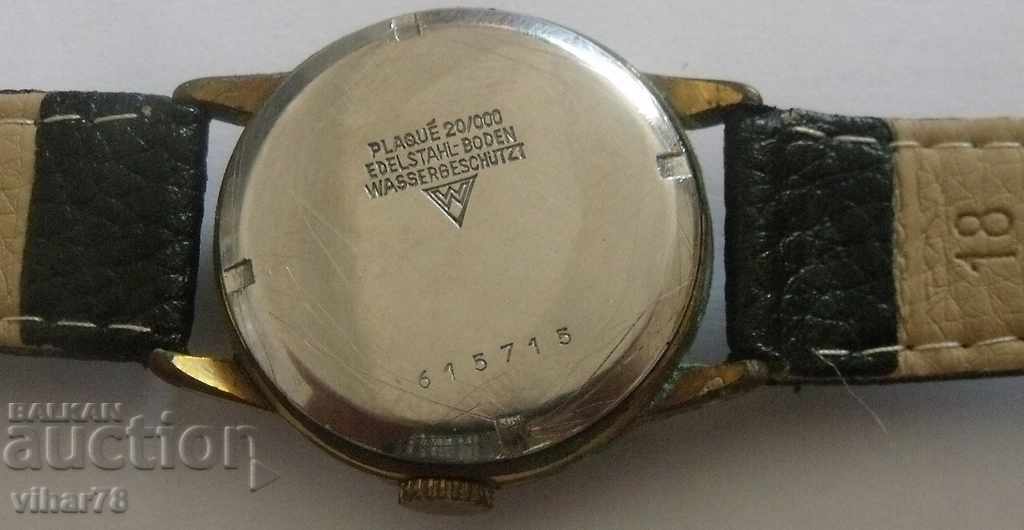 PLAQUÉ 20/000
EDELSTAHL-BODEN
WASSERGESCHÜTZT
W
615715
18
BALKAN
auction
vihar78